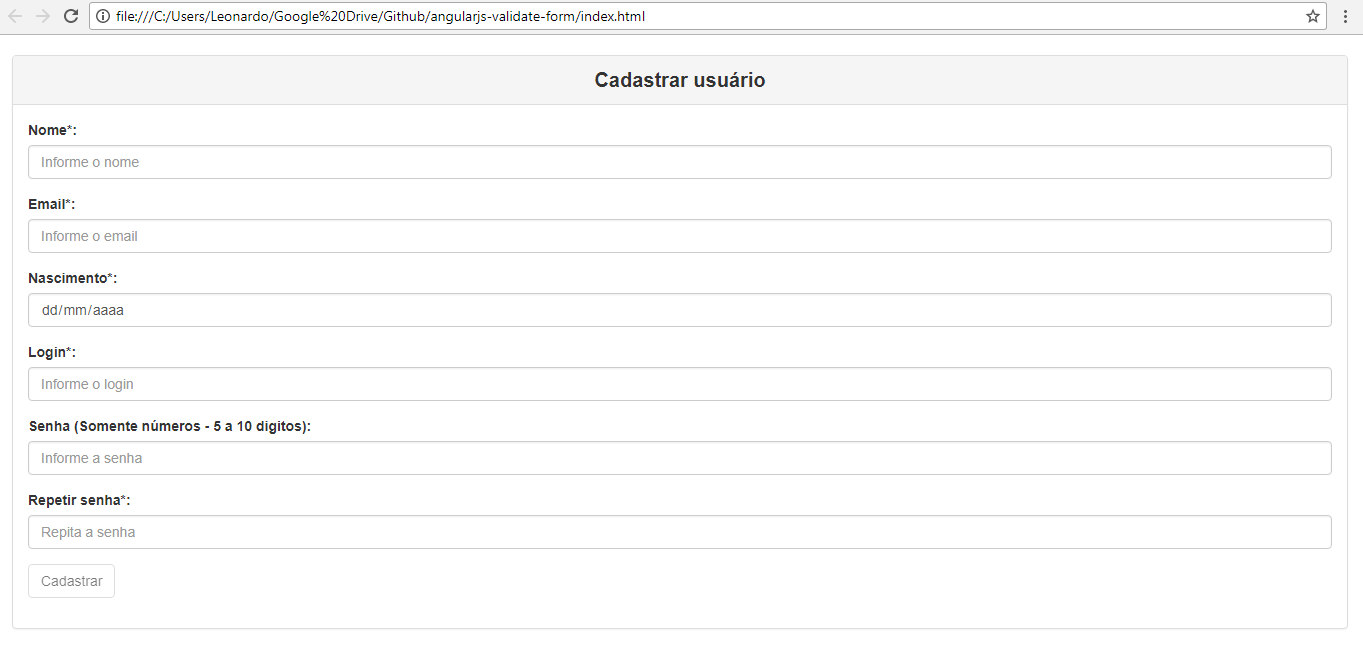 file:///C:/Users/Leonardo/Google%20Drive/Github/angularjs-validate-form/index.html
Cadastrar usuário
Nome*:
Informe o nome
Email*:
Informe o email
Nascimento*:
dd/mm/aaaa
Login*:
Informe o login
Senha (Somente números - 5 a 10 digitos):
Informe a senha
Repetir senha*:
Repita a senha
Cadastrar